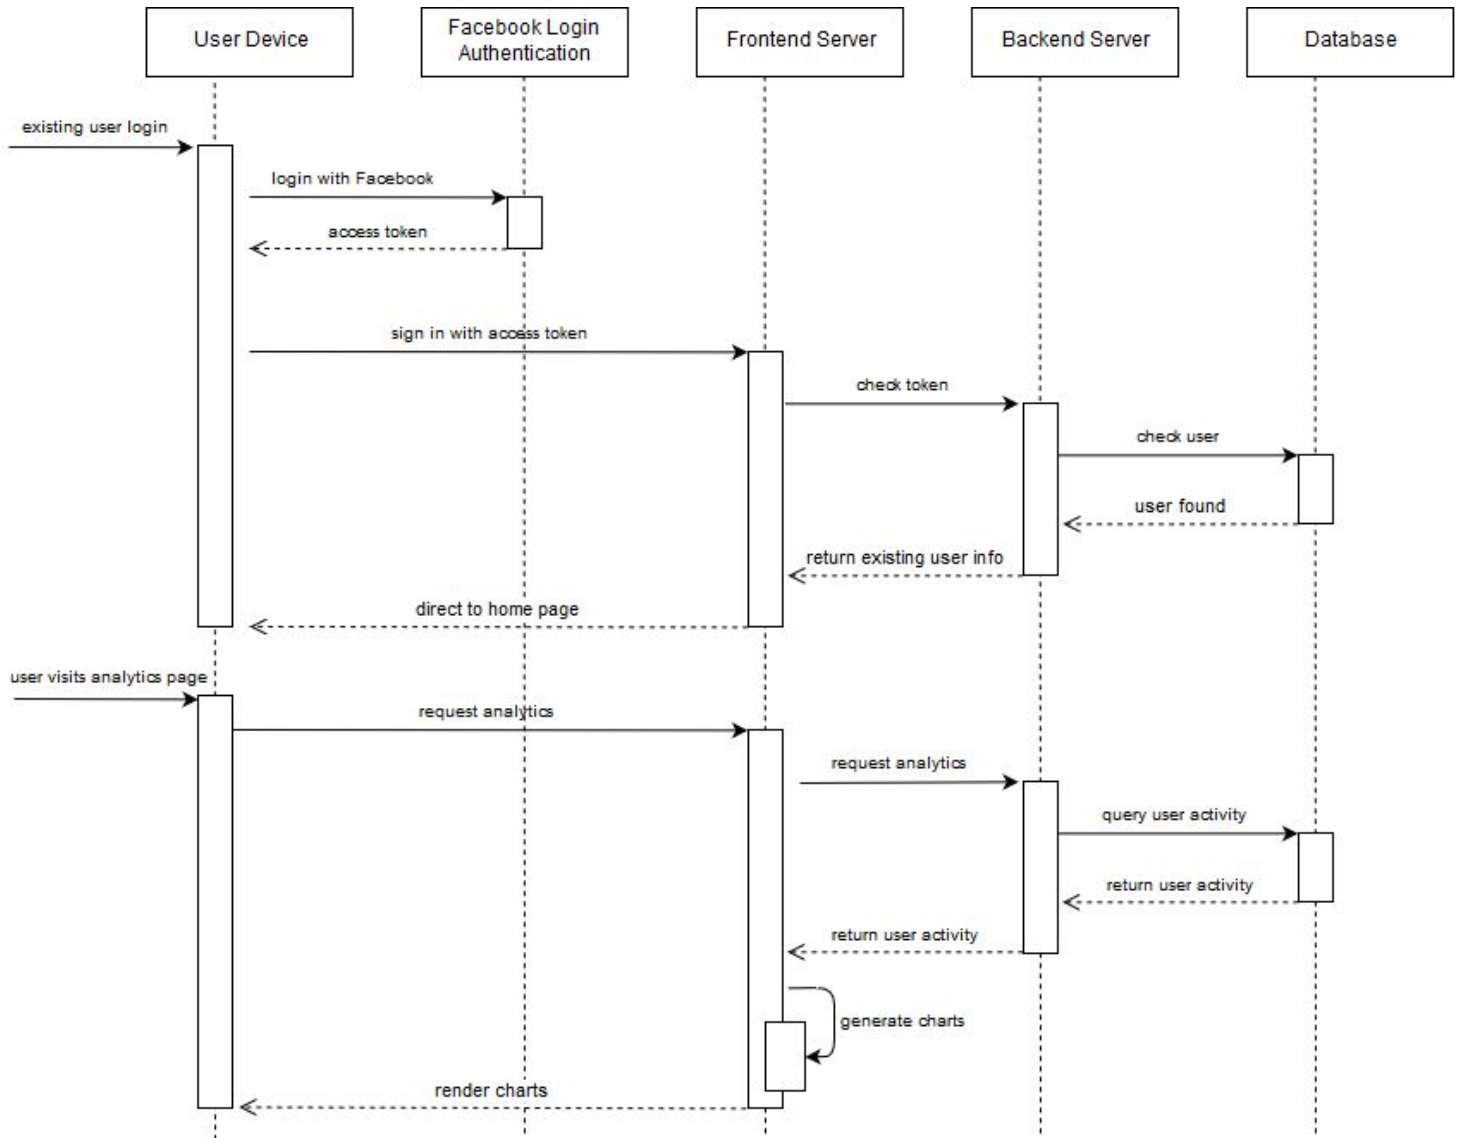 User Device
Facebook Login
Authentication
Frontend Server
Backend Server
Database
existing user login
login with Facebook
access token
sign in with access token
check token
check user
user found
return existing user info
direct to home page
user visits analytics page
request analytics
request analytics
query user activity
return user activity
return user activity
generate charts
render charts